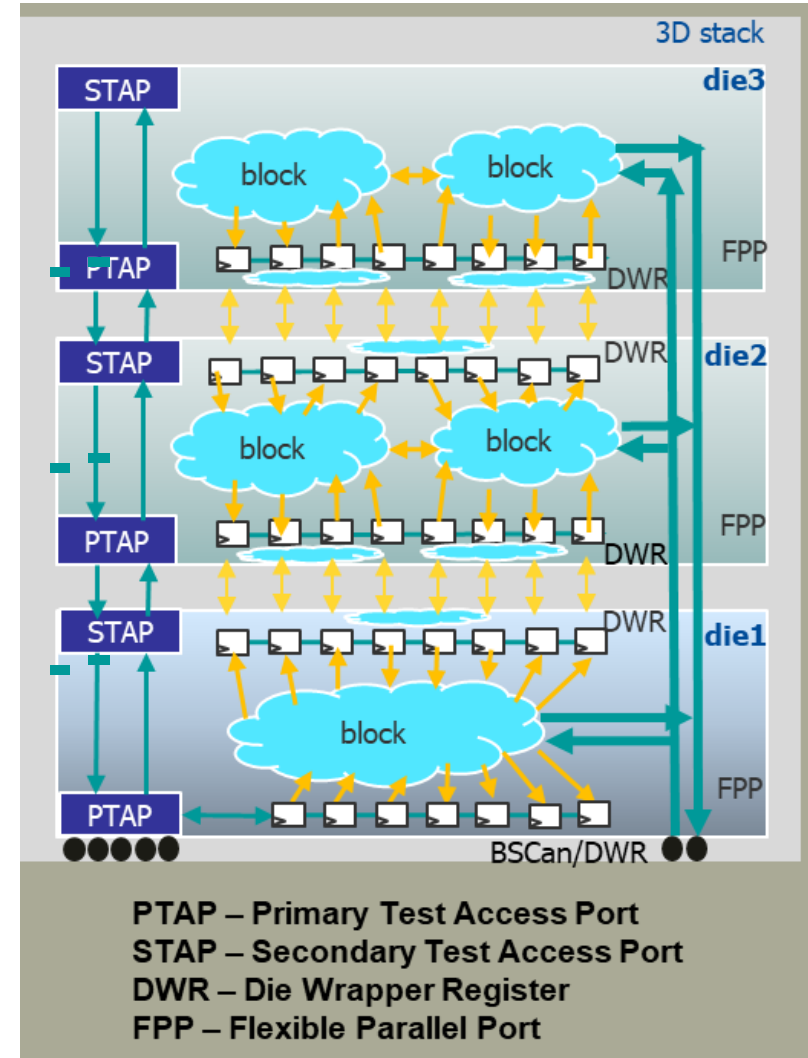 3D stack
STAP
die3
block
block
PTAP
FPP
DWR
STAP
DWR
die2
block
block
PTAP
FPP
DWR
STAP
DWR
die1
block
FPP
PTAP
BSCan/DWR
PTAP – Primary Test Access Port
STAP – Secondary Test Access Port
DWR – Die Wrapper Register
FPP – Flexible Parallel Port